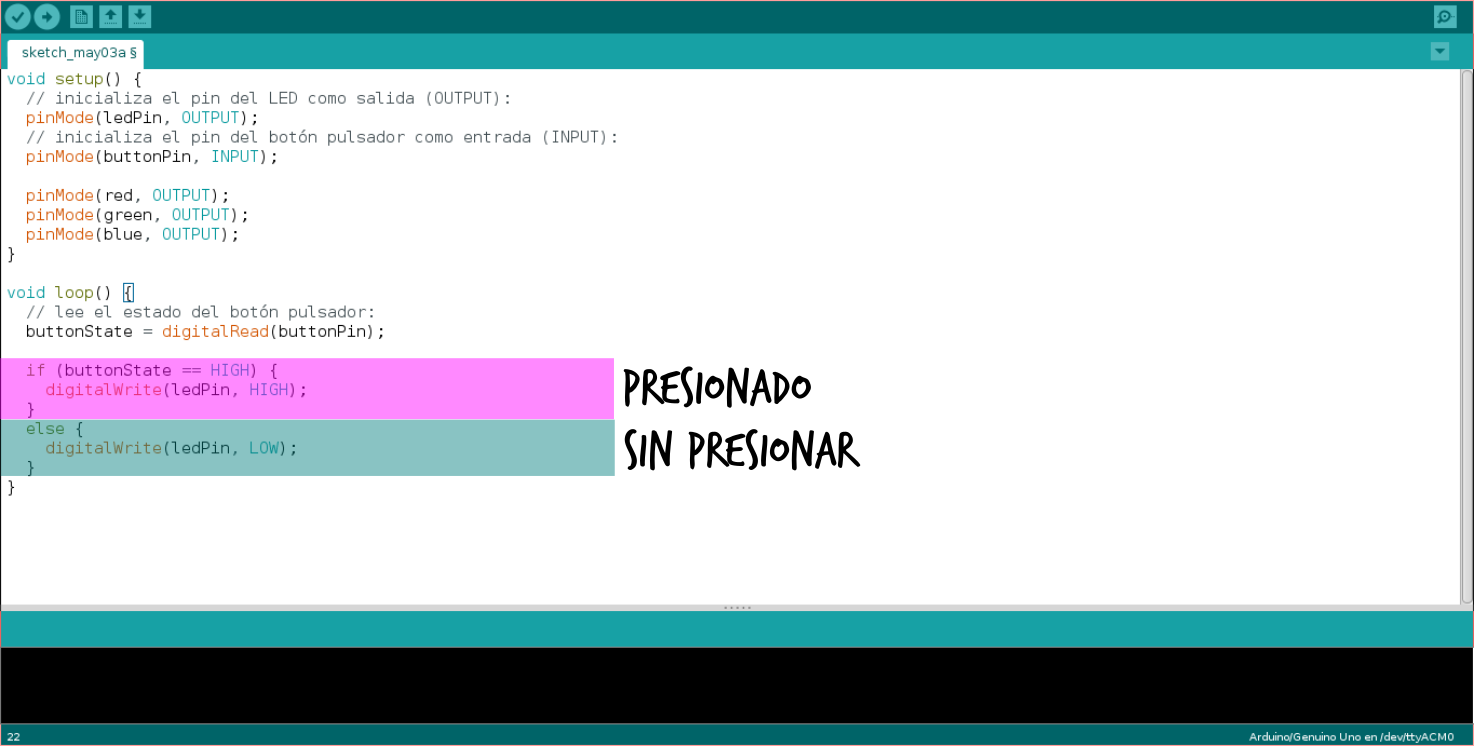 sketch_may03a §
void setup() {
// inicializa el pin del LED como salida (OUTPUT):
pinMode(ledPin, OUTPUT);
// inicializa el pin del botón pulsador como entrada (INPUT):
pinMode(buttonPin, INPUT);
pinMode(red, OUTPUT);
pinMode(green, OUTPUT);
pinMode(blue, OUTPUT);
}
void loop() {
// lee el estado del botón pulsador:
buttonState = digitalRead(buttonPin);
if (buttonState == HIGH) {
digitalWrite(ledPin, HIGH);
}
PRESIONADO
else {
digitalWrite(ledPin, LOW);
}
SIN PRESIONAR
}
22
Arduino/Genuino Uno en /dev/ttyACM0